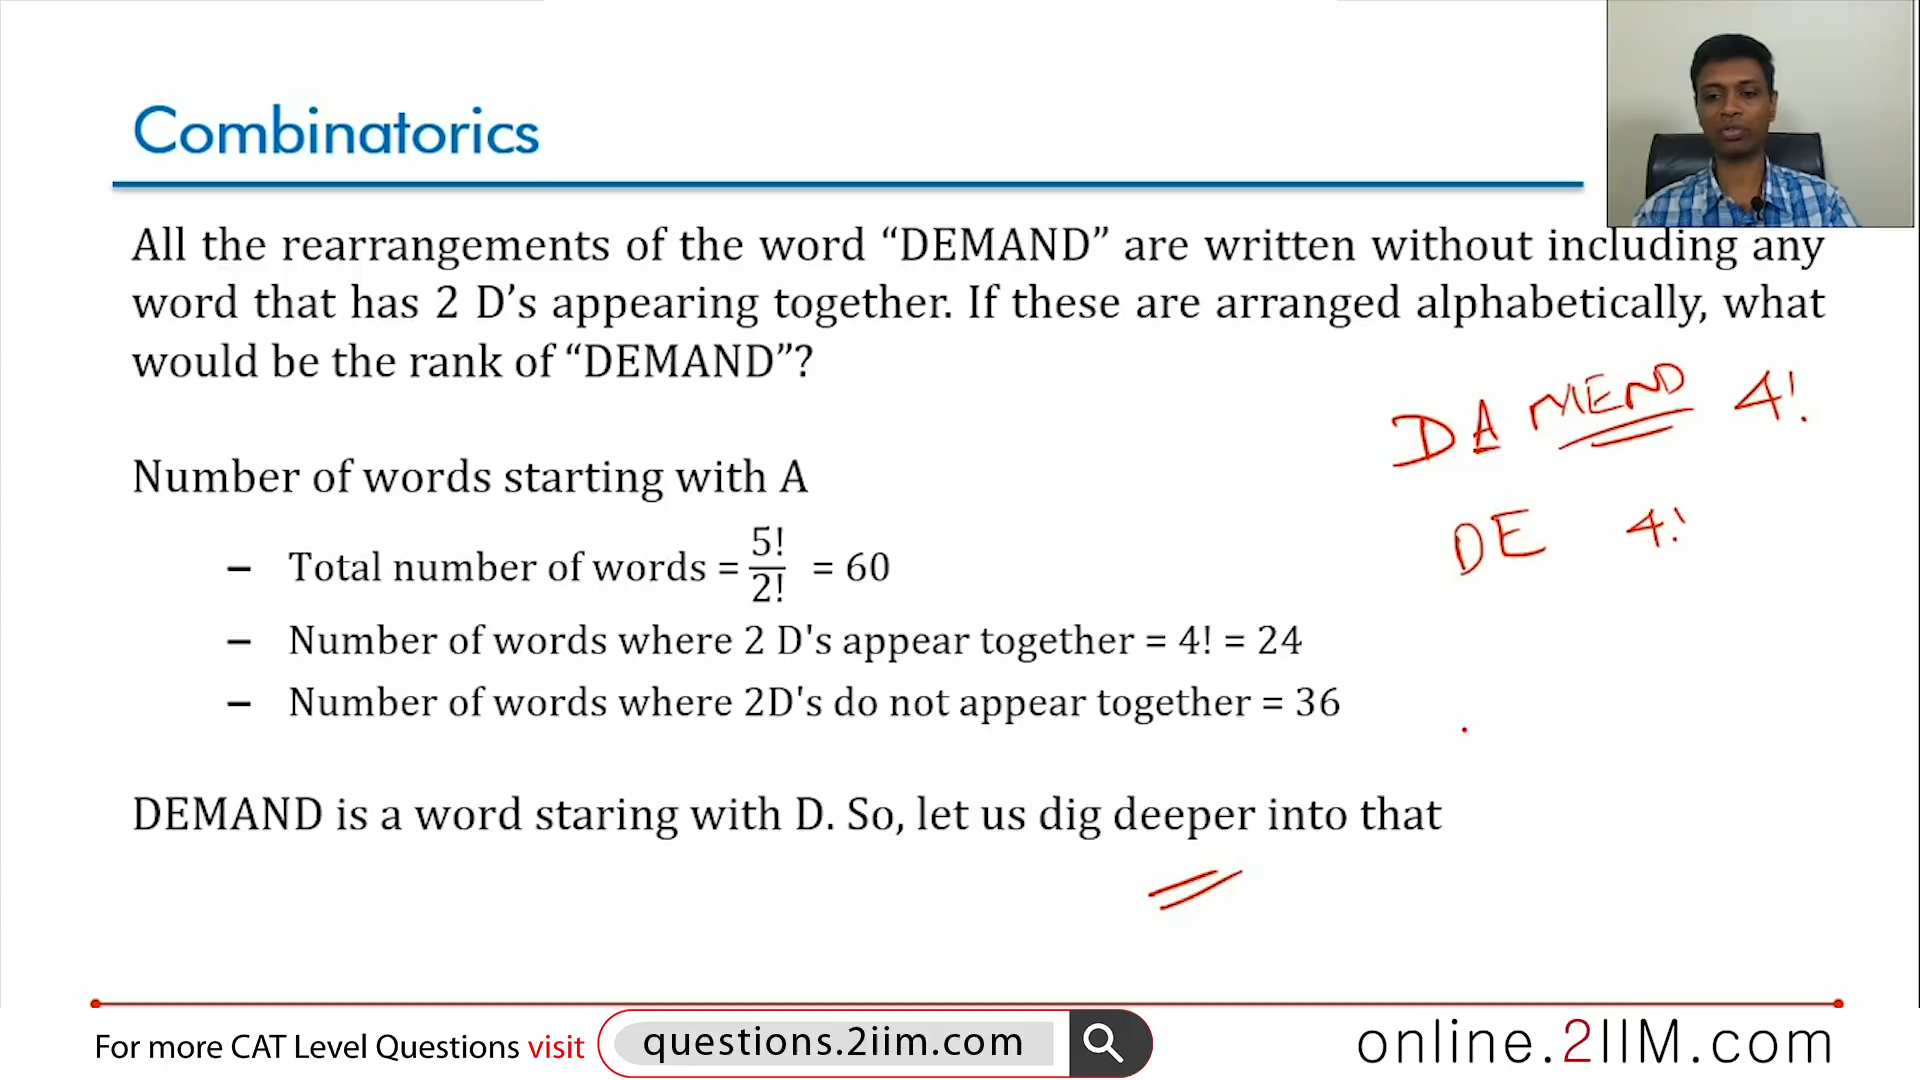 Combinatorics
All the rearrangements of the word “DEMAND” are written without including any
word that has 2 D’s appearing together. If these are arranged alphabetically, what
would be the rank of “DEMAND”?
DA MEND 4!
Number of words starting with A
DE 4!
– Total number of words = 5!/2! = 60
– Number of words where 2 D's appear together = 4! = 24
– Number of words where 2D's do not appear together = 36
DEMAND is a word staring with D. So, let us dig deeper into that
For more CAT Level Questions visit questions.2iim.com
online.2IIM.com